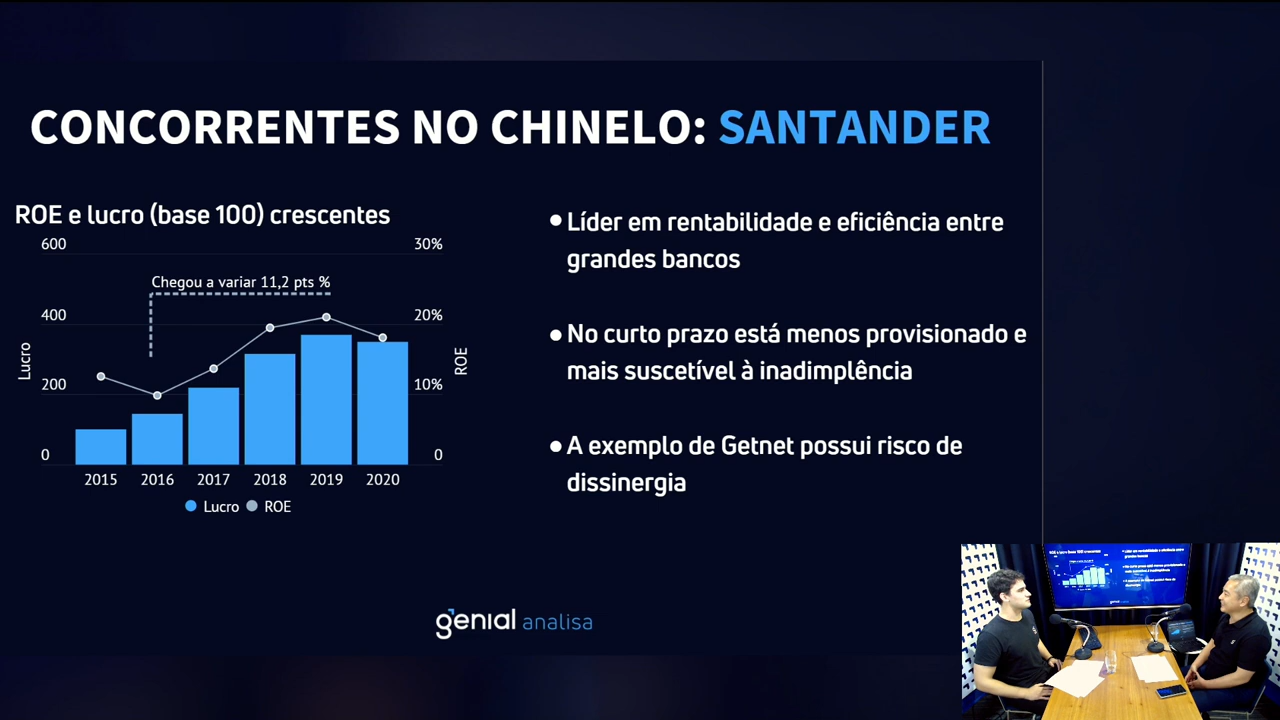 CONCORRENTES NO CHINELO: SANTANDER
ROE e lucro (base 100) crescentes
600
30%
Chegou a variar 11,2 pts %
400
20%
Lucro
ROE
200
10%
0
0
2015 2016 2017 2018 2019 2020
Lucro ROE
• Líder em rentabilidade e eficiência entre
grandes bancos
• No curto prazo está menos provisionado e
mais suscetível à inadimplência
• A exemplo de Getnet possui risco de
dissinergia
genial analisa